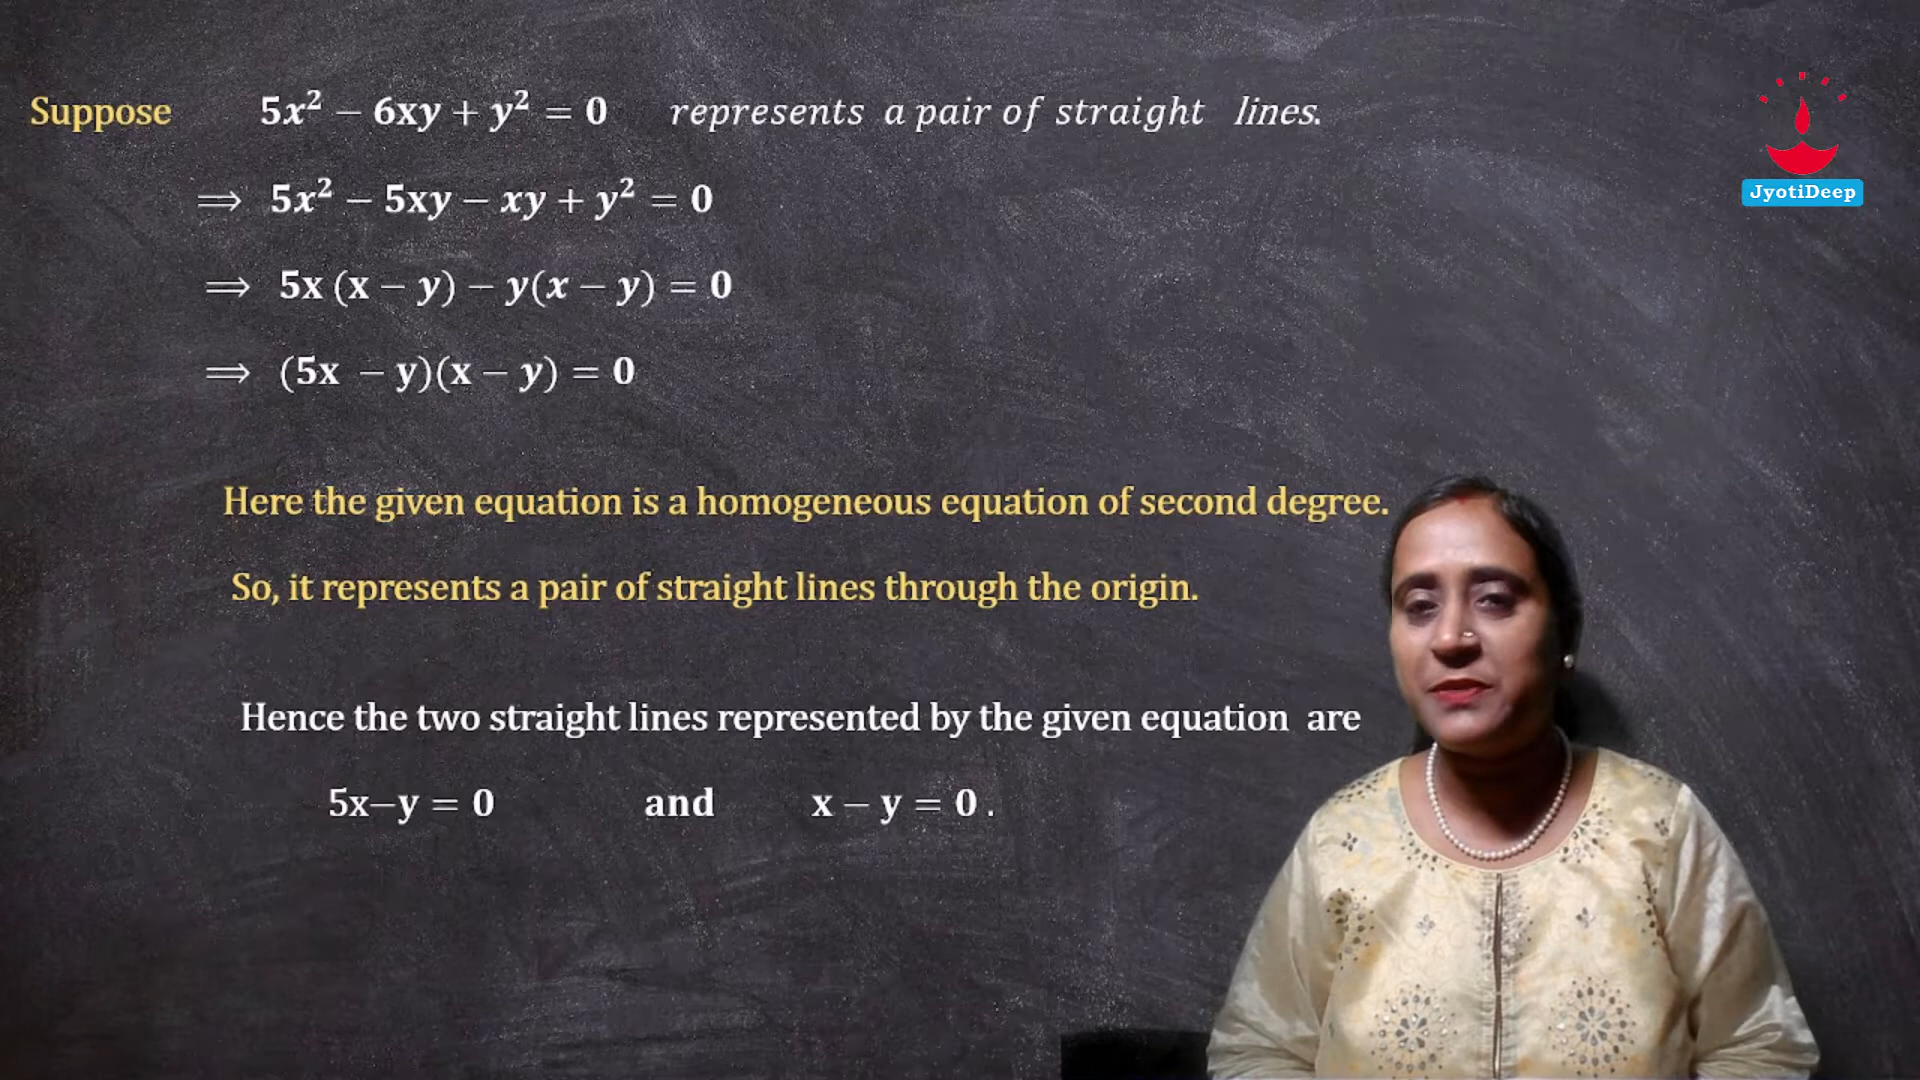 Suppose 5x² − 6xy + y² = 0 represents a pair of straight lines.
JyotiDeep
⟹ 5x² − 5xy − xy + y² = 0
⟹ 5x (x − y) − y(x − y) = 0
⟹ (5x − y)(x − y) = 0
Here the given equation is a homogeneous equation of second degree.
So, it represents a pair of straight lines through the origin.
Hence the two straight lines represented by the given equation are
5x−y = 0 and x − y = 0 .